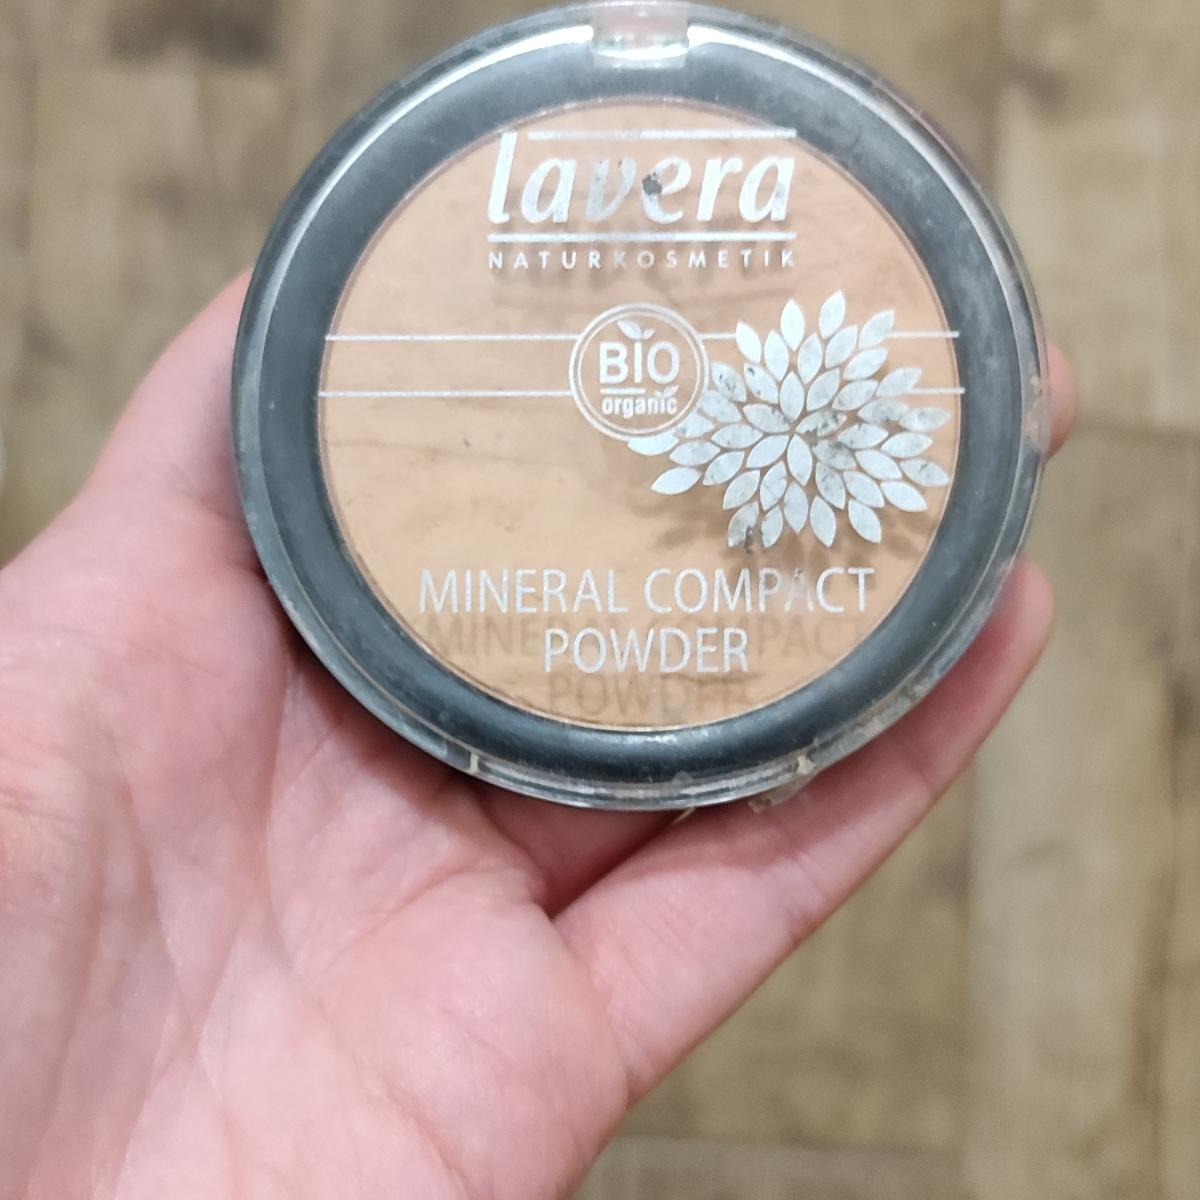 lavera
NATURKOSMETIK
BIO
organic
MINERAL COMPACT
POWDER